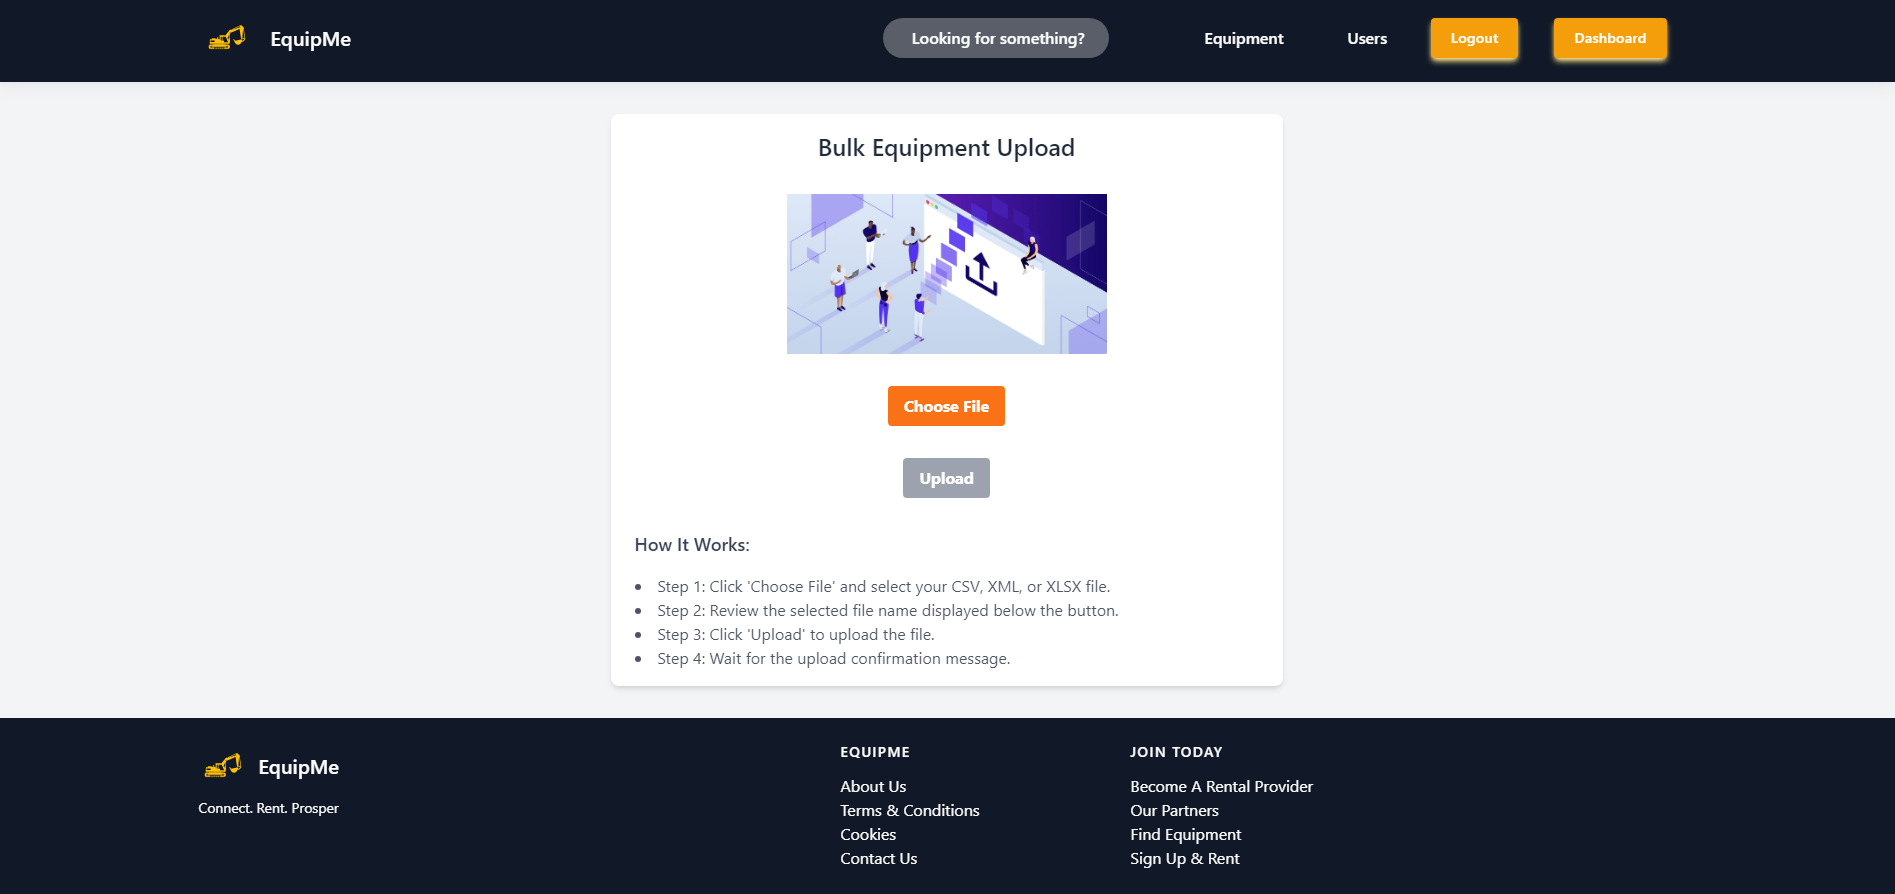 EquipMe
Looking for something?
Equipment
Users
Logout
Dashboard
Bulk Equipment Upload
Choose File
Upload
How It Works:
Step 1: Click 'Choose File' and select your CSV, XML, or XLSX file.
Step 2: Review the selected file name displayed below the button.
Step 3: Click 'Upload' to upload the file.
Step 4: Wait for the upload confirmation message.
EquipMe
Connect. Rent. Prosper
EQUIPME
About Us
Terms & Conditions
Cookies
Contact Us
JOIN TODAY
Become A Rental Provider
Our Partners
Find Equipment
Sign Up & Rent